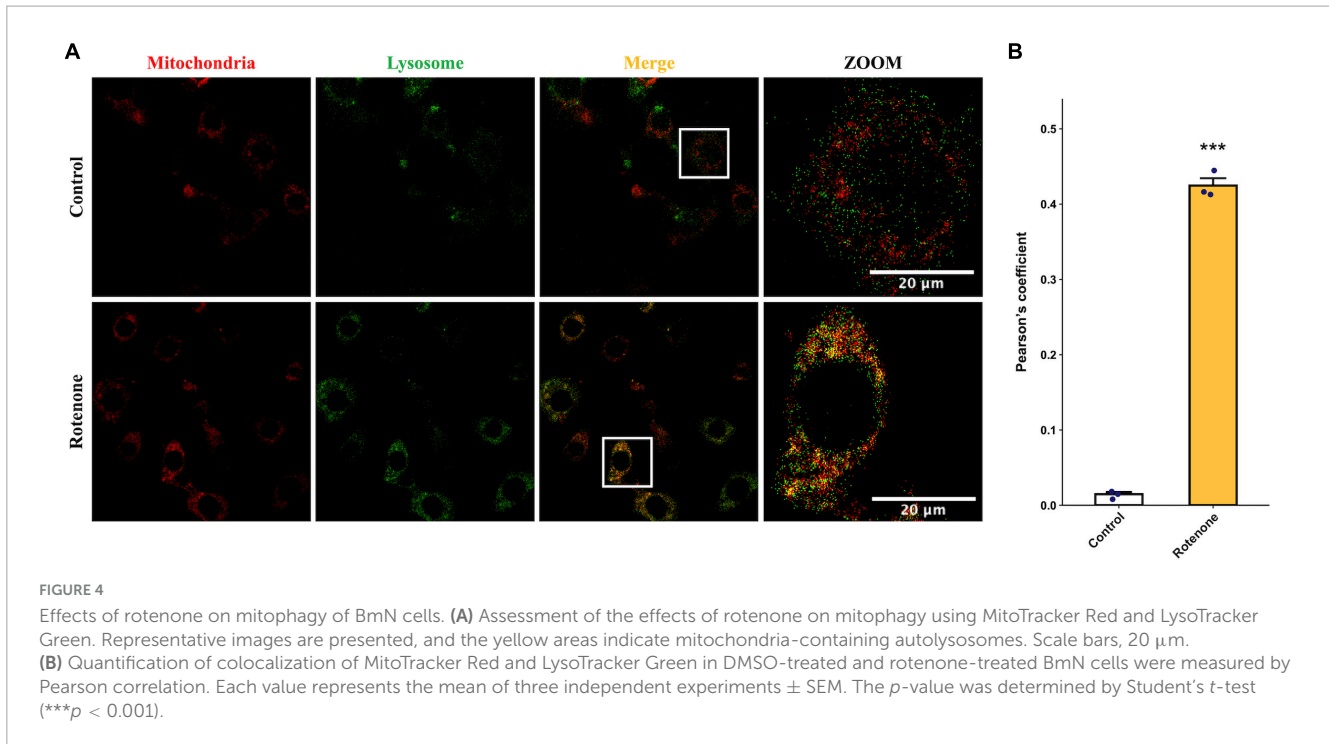 A
Mitochondria
Lysosome
Merge
ZOOM
Control
20 μm
Rotenone
20 μm
B
Pearson's coefficient
0.5
0.4
0.3
0.2
0.1
0.0
***
Control
Rotenone
FIGURE 4
Effects of rotenone on mitophagy of BmN cells. (A) Assessment of the effects of rotenone on mitophagy using MitoTracker Red and LysoTracker
Green. Representative images are presented, and the yellow areas indicate mitochondria-containing autolysosomes. Scale bars, 20 μm.
(B) Quantification of colocalization of MitoTracker Red and LysoTracker Green in DMSO-treated and rotenone-treated BmN cells were measured by
Pearson correlation. Each value represents the mean of three independent experiments ± SEM. The p-value was determined by Student's t-test
(***p < 0.001).